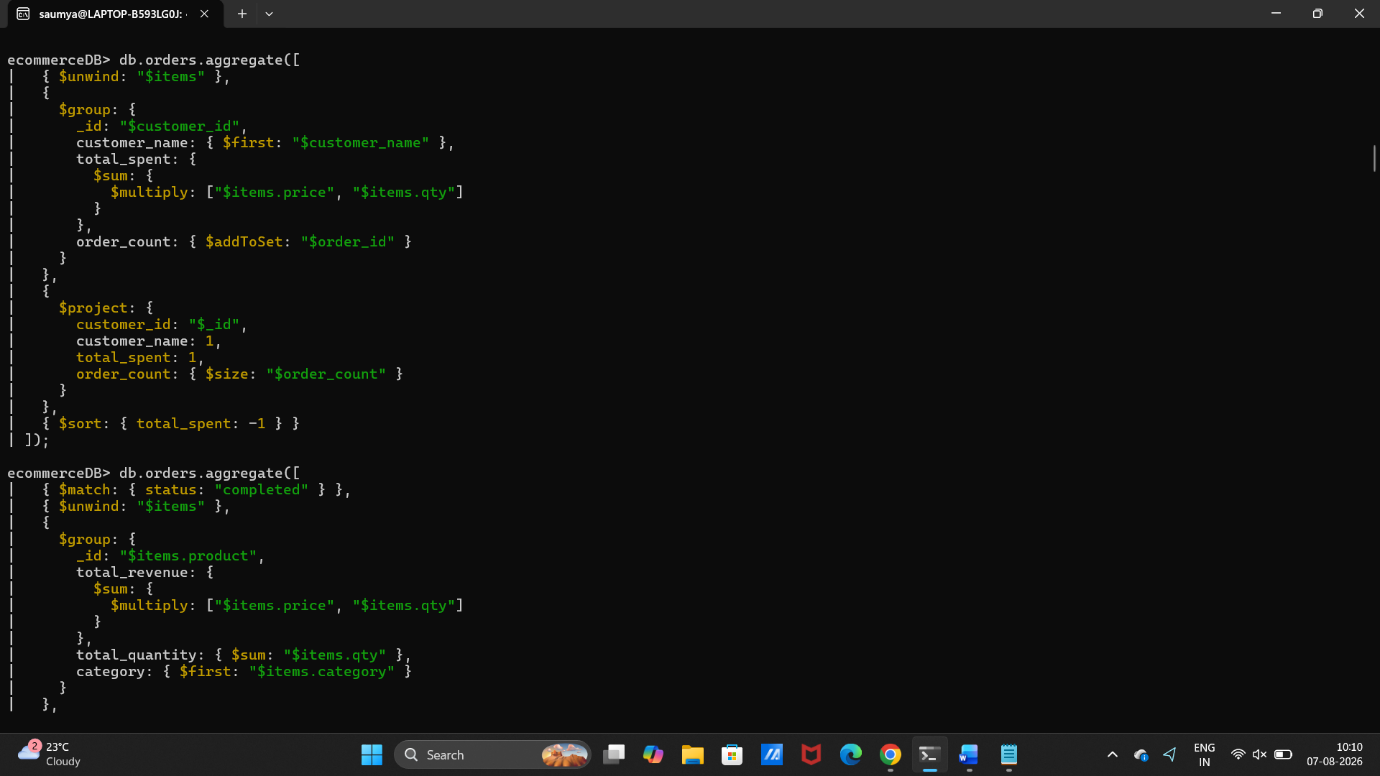 saumya@LAPTOP-B593LG0J: ·
ecommerceDB> db.orders.aggregate([
|   { $unwind: "$items" },
|   {
|     $group: {
|       _id: "$customer_id",
|       customer_name: { $first: "$customer_name" },
|       total_spent: {
|         $sum: {
|           $multiply: ["$items.price", "$items.qty"]
|         }
|       },
|       order_count: { $addToSet: "$order_id" }
|     }
|   },
|   {
|     $project: {
|       customer_id: "$_id",
|       customer_name: 1,
|       total_spent: 1,
|       order_count: { $size: "$order_count" }
|     }
|   },
|   { $sort: { total_spent: -1 } }
| ]);
ecommerceDB> db.orders.aggregate([
|   { $match: { status: "completed" } },
|   { $unwind: "$items" },
|   {
|     $group: {
|       _id: "$items.product",
|       total_revenue: {
|         $sum: {
|           $multiply: ["$items.price", "$items.qty"]
|         }
|       },
|       total_quantity: { $sum: "$items.qty" },
|       category: { $first: "$items.category" }
|     }
|   },
2
23°C
Cloudy
Search
ENG
IN
10:10
07-08-2026